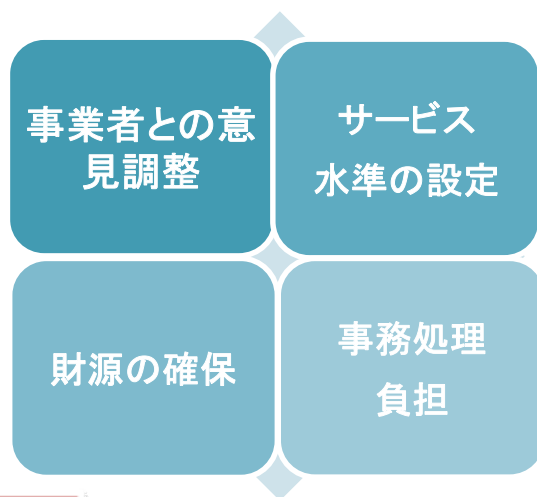 事業者との意
見調整
サービス
水準の設定
財源の確保
事務処理
負担